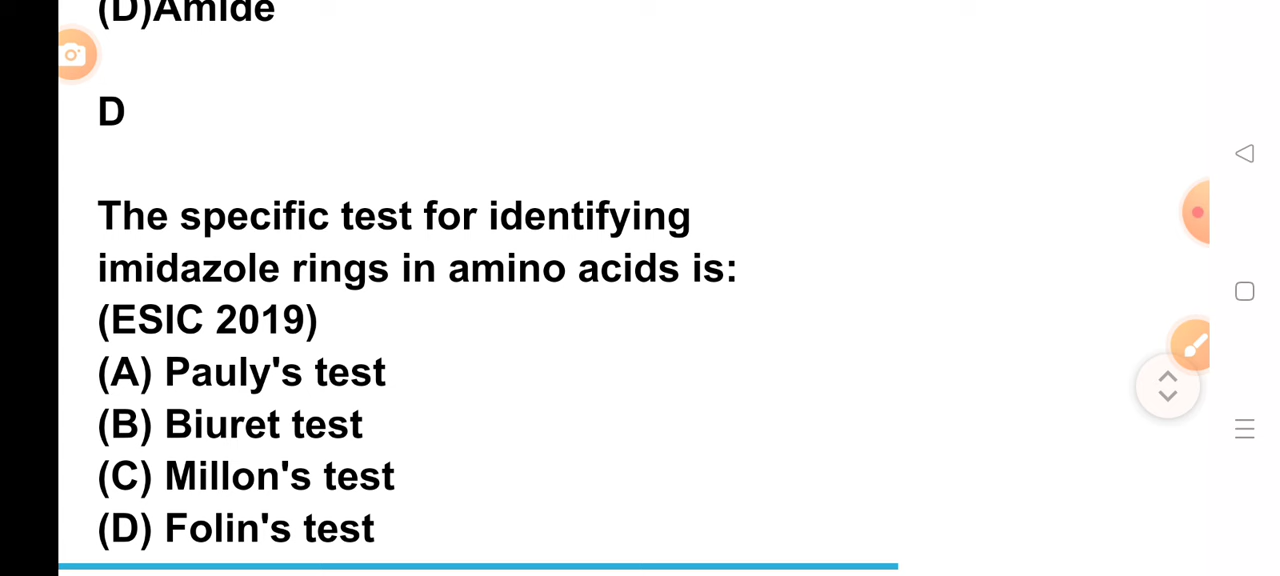 (D)Amide
D
The specific test for identifying
imidazole rings in amino acids is:
(ESIC 2019)
(A) Pauly's test
(B) Biuret test
(C) Millon's test
(D) Folin's test